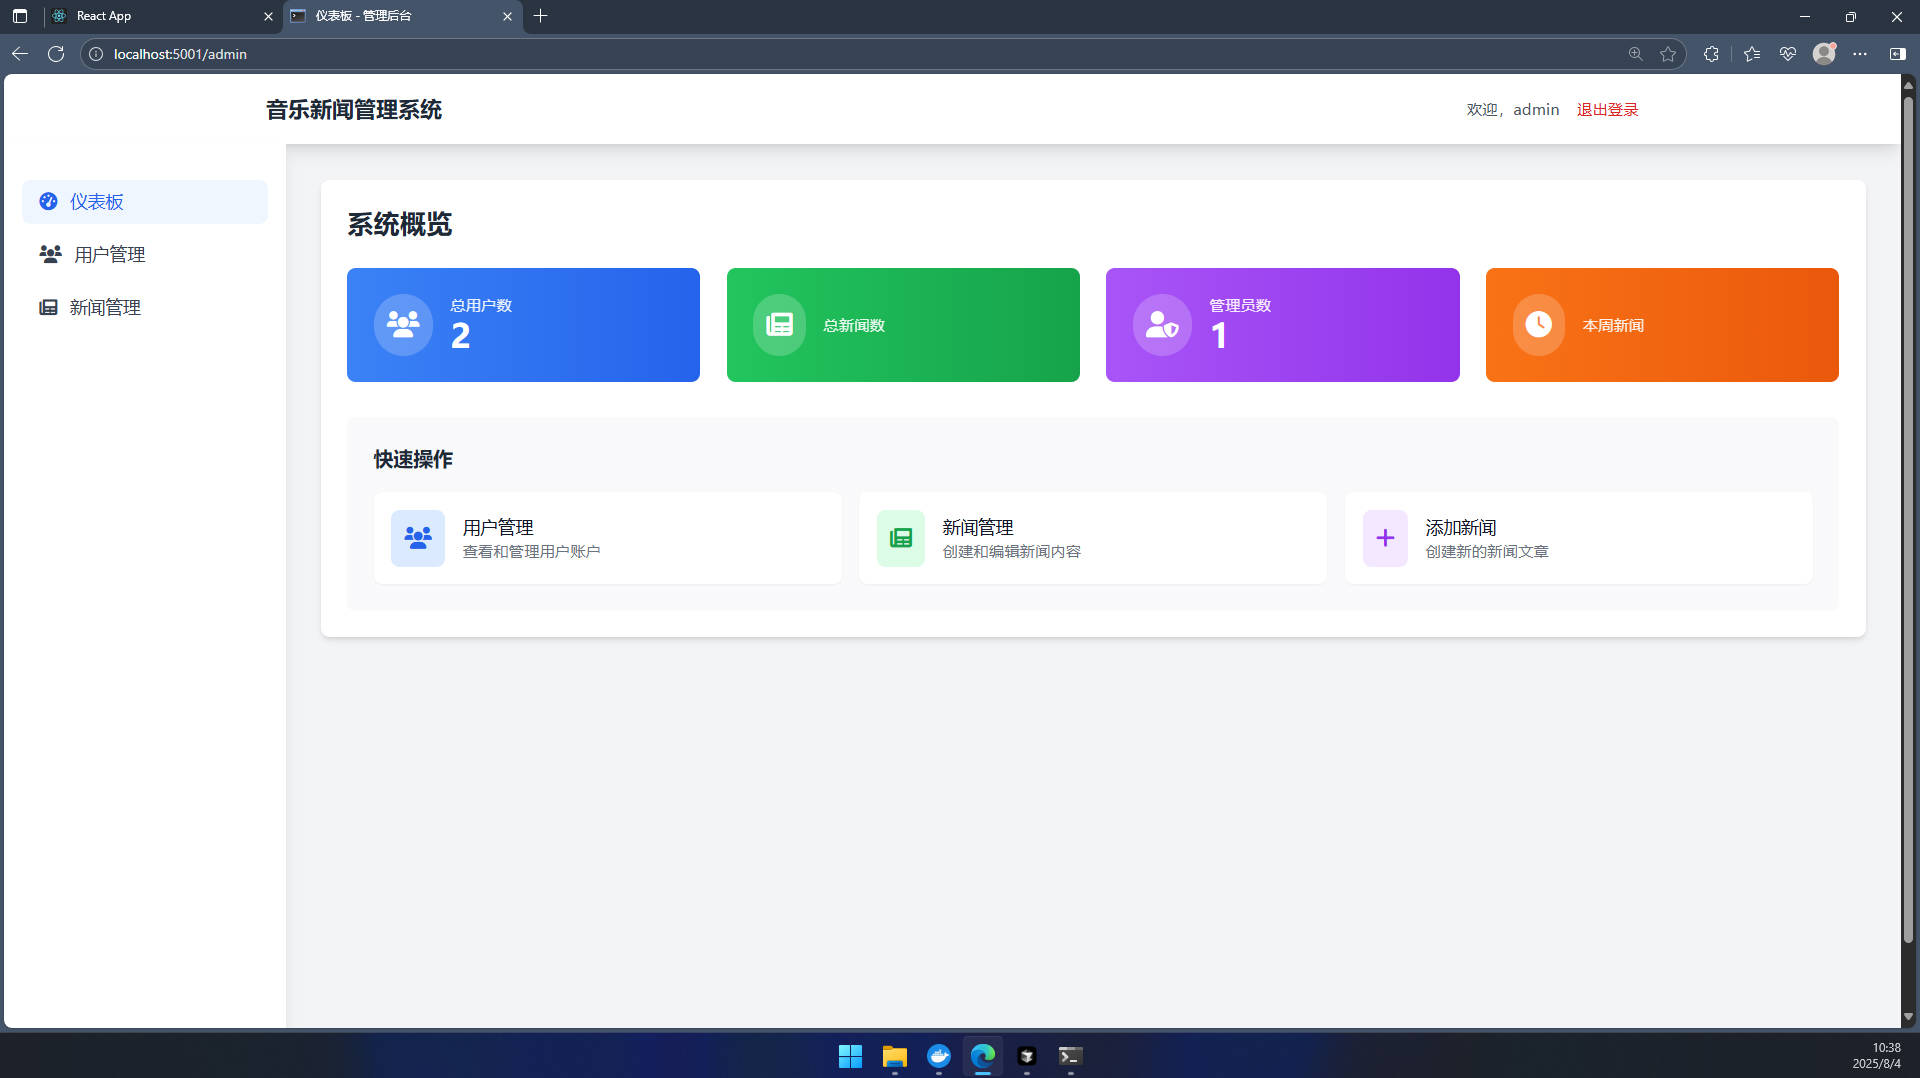 React App
仪表板 - 管理后台
localhost:5001/admin
音乐新闻管理系统
欢迎，admin 退出登录
仪表板
用户管理
新闻管理
系统概览
总用户数
2
总新闻数
管理员数
1
本周新闻
快速操作
用户管理
查看和管理用户账户
新闻管理
创建和编辑新闻内容
添加新闻
创建新的新闻文章
10:38
2025/8/4